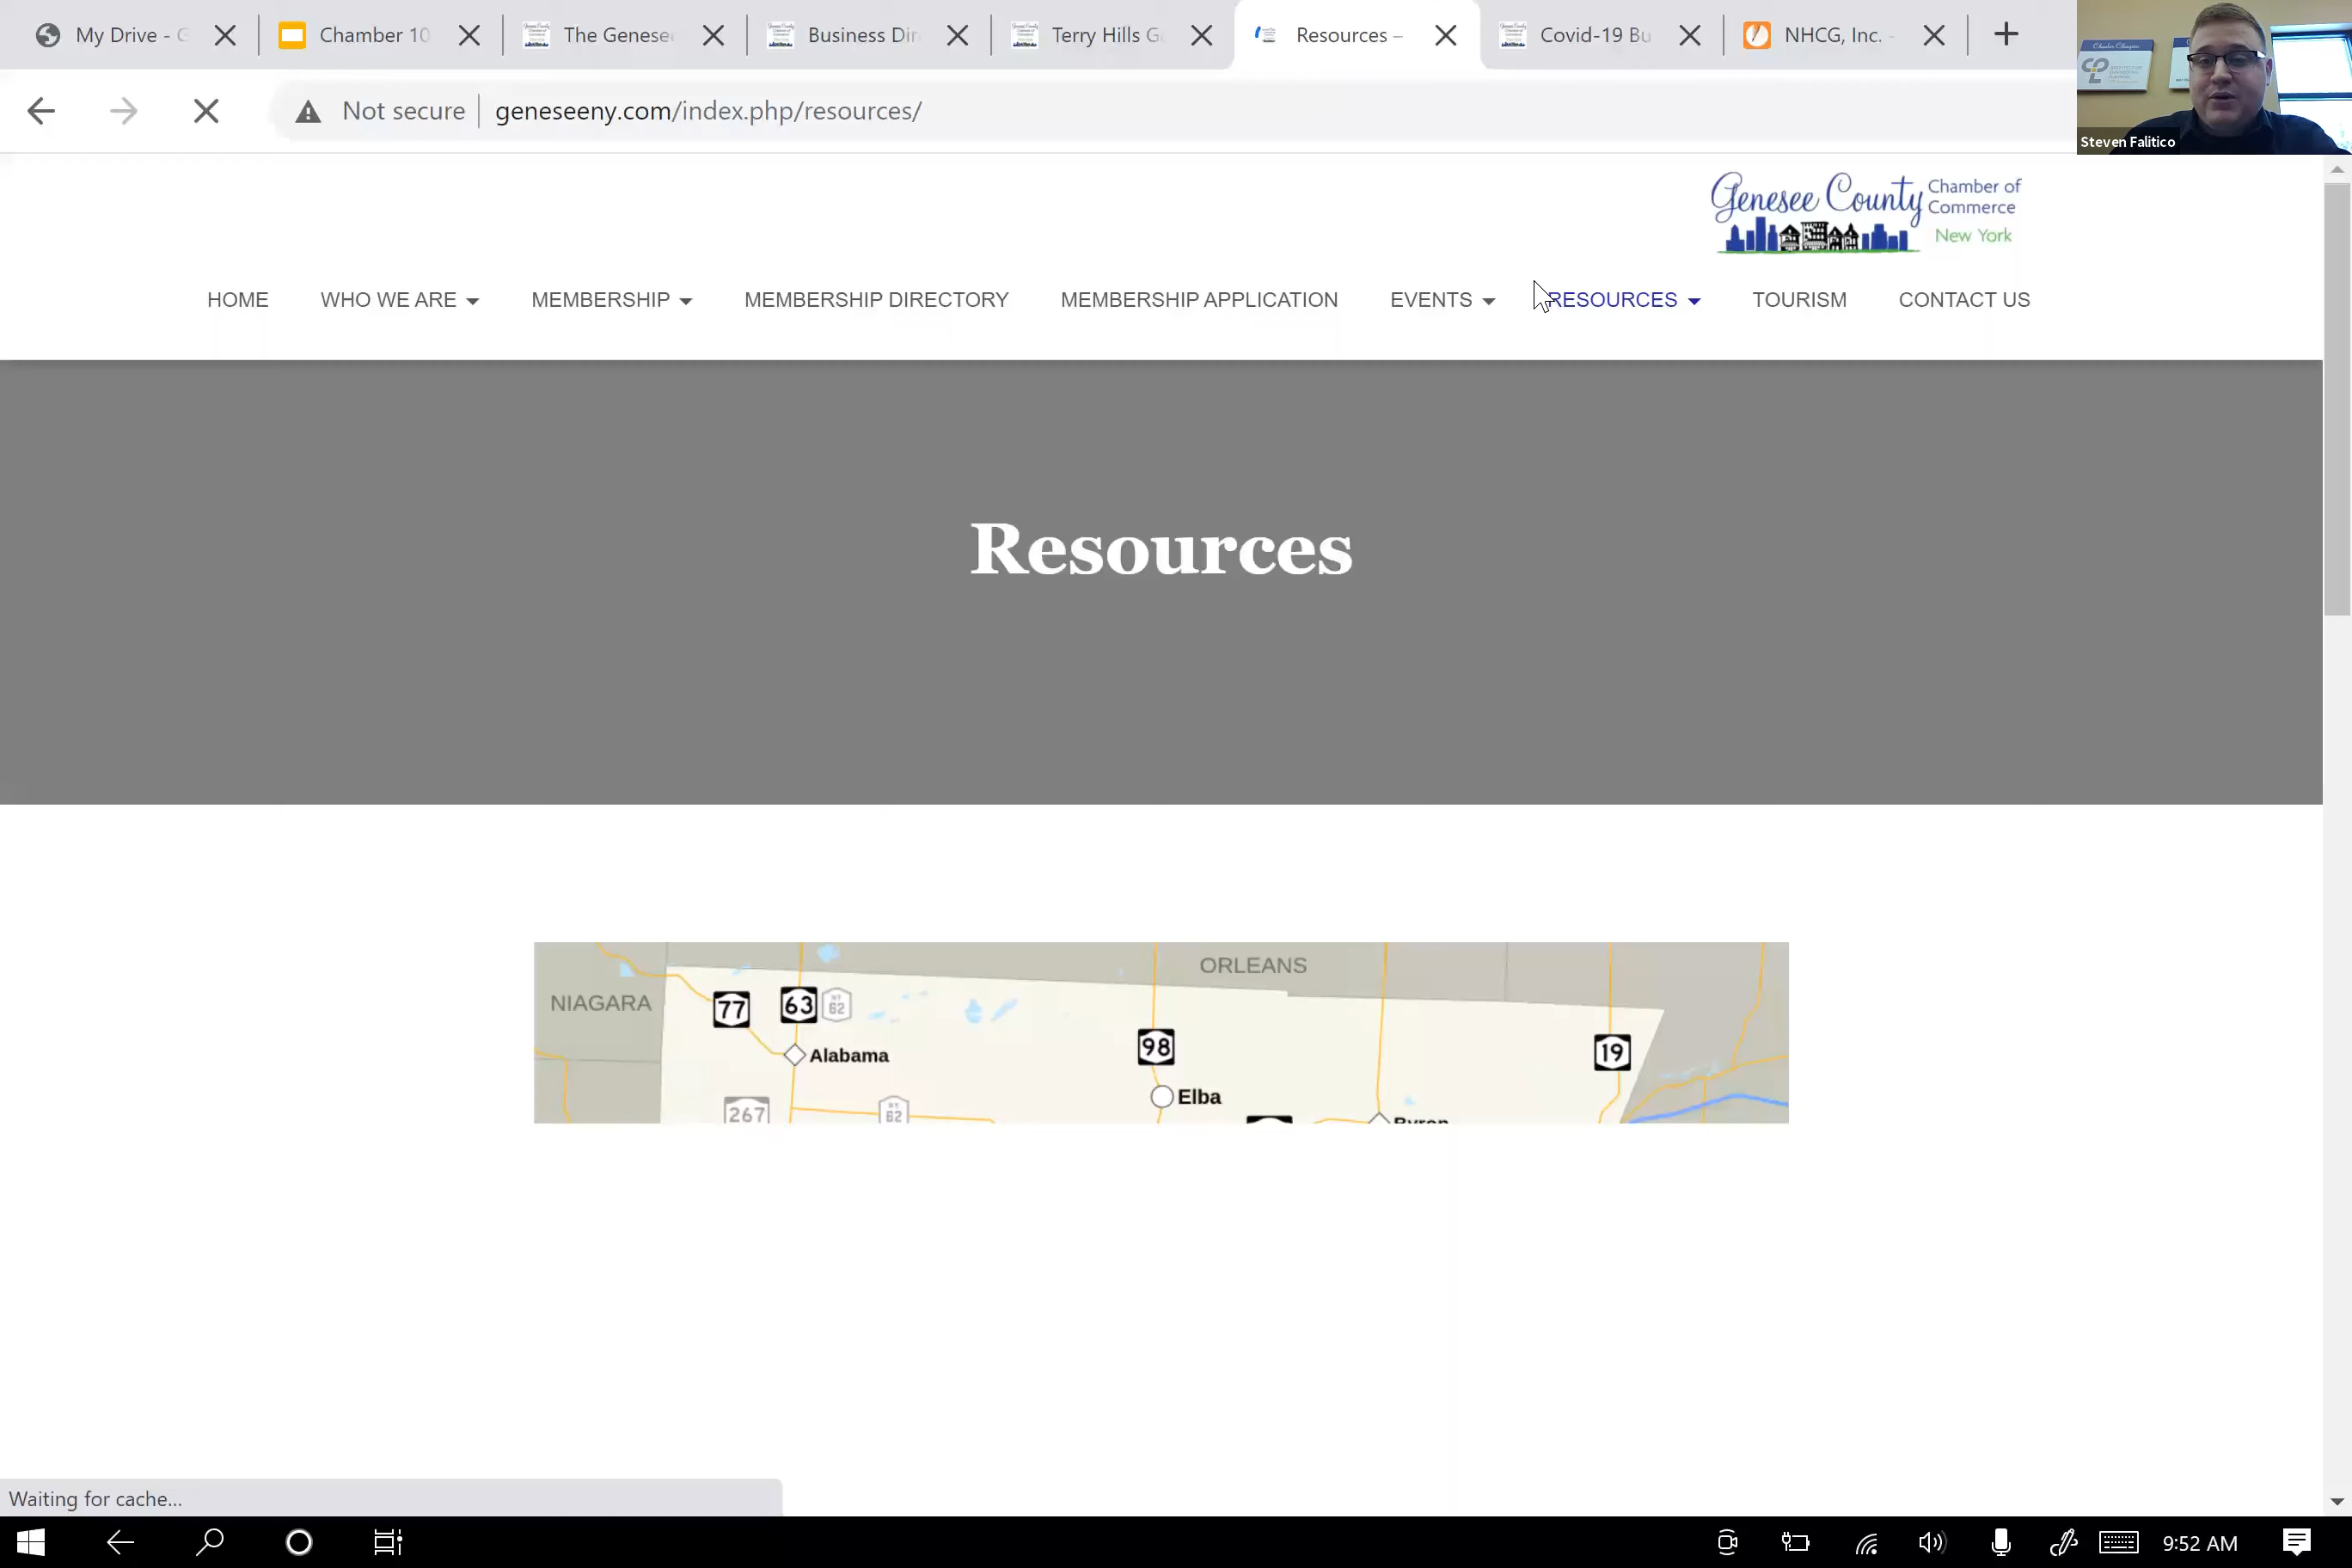 My Drive - G
Chamber 10
The Genese
Business Dir
Terry Hills G
Resources –
Covid-19 Bu
NHCG, Inc. -
Not secure
geneseeny.com/index.php/resources/
Steven Falitico
Genesee County
Chamber of
Commerce
New York
HOME
WHO WE ARE
MEMBERSHIP
MEMBERSHIP DIRECTORY
MEMBERSHIP APPLICATION
EVENTS
RESOURCES
TOURISM
CONTACT US
Resources
ORLEANS
NIAGARA
77
63
62
98
19
Alabama
Elba
267
62
Byron
Waiting for cache...
9:52 AM